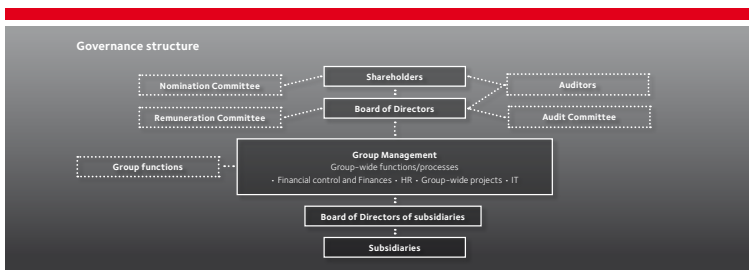 Governance structure
Shareholders
Nomination Committee
Auditors
Board of Directors
Remuneration Committee
Audit Committee
Group Management
Group-wide functions/processes
• Financial control and Finances • HR • Group-wide projects • IT
Group functions
Board of Directors of subsidiaries
Subsidiaries